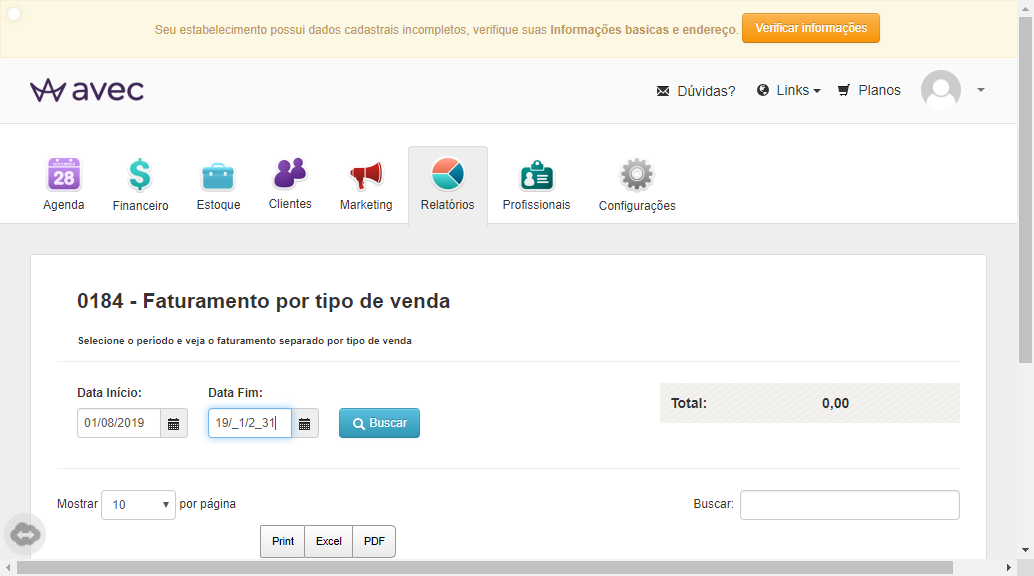 Seu estabelecimento possui dados cadastrais incompletos, verifique suas Informações basicas e endereço. Verificar informações
avec
Dúvidas? Links Planos
28
Agenda Financeiro Estoque Clientes Marketing Relatórios Profissionais Configurações
0184 - Faturamento por tipo de venda
Selecione o período e veja o faturamento separado por tipo de venda
Data Início: Data Fim:
01/08/2019 19/_1/2_31 Buscar
Total: 0,00
Mostrar 10 por página Buscar:
Print Excel PDF